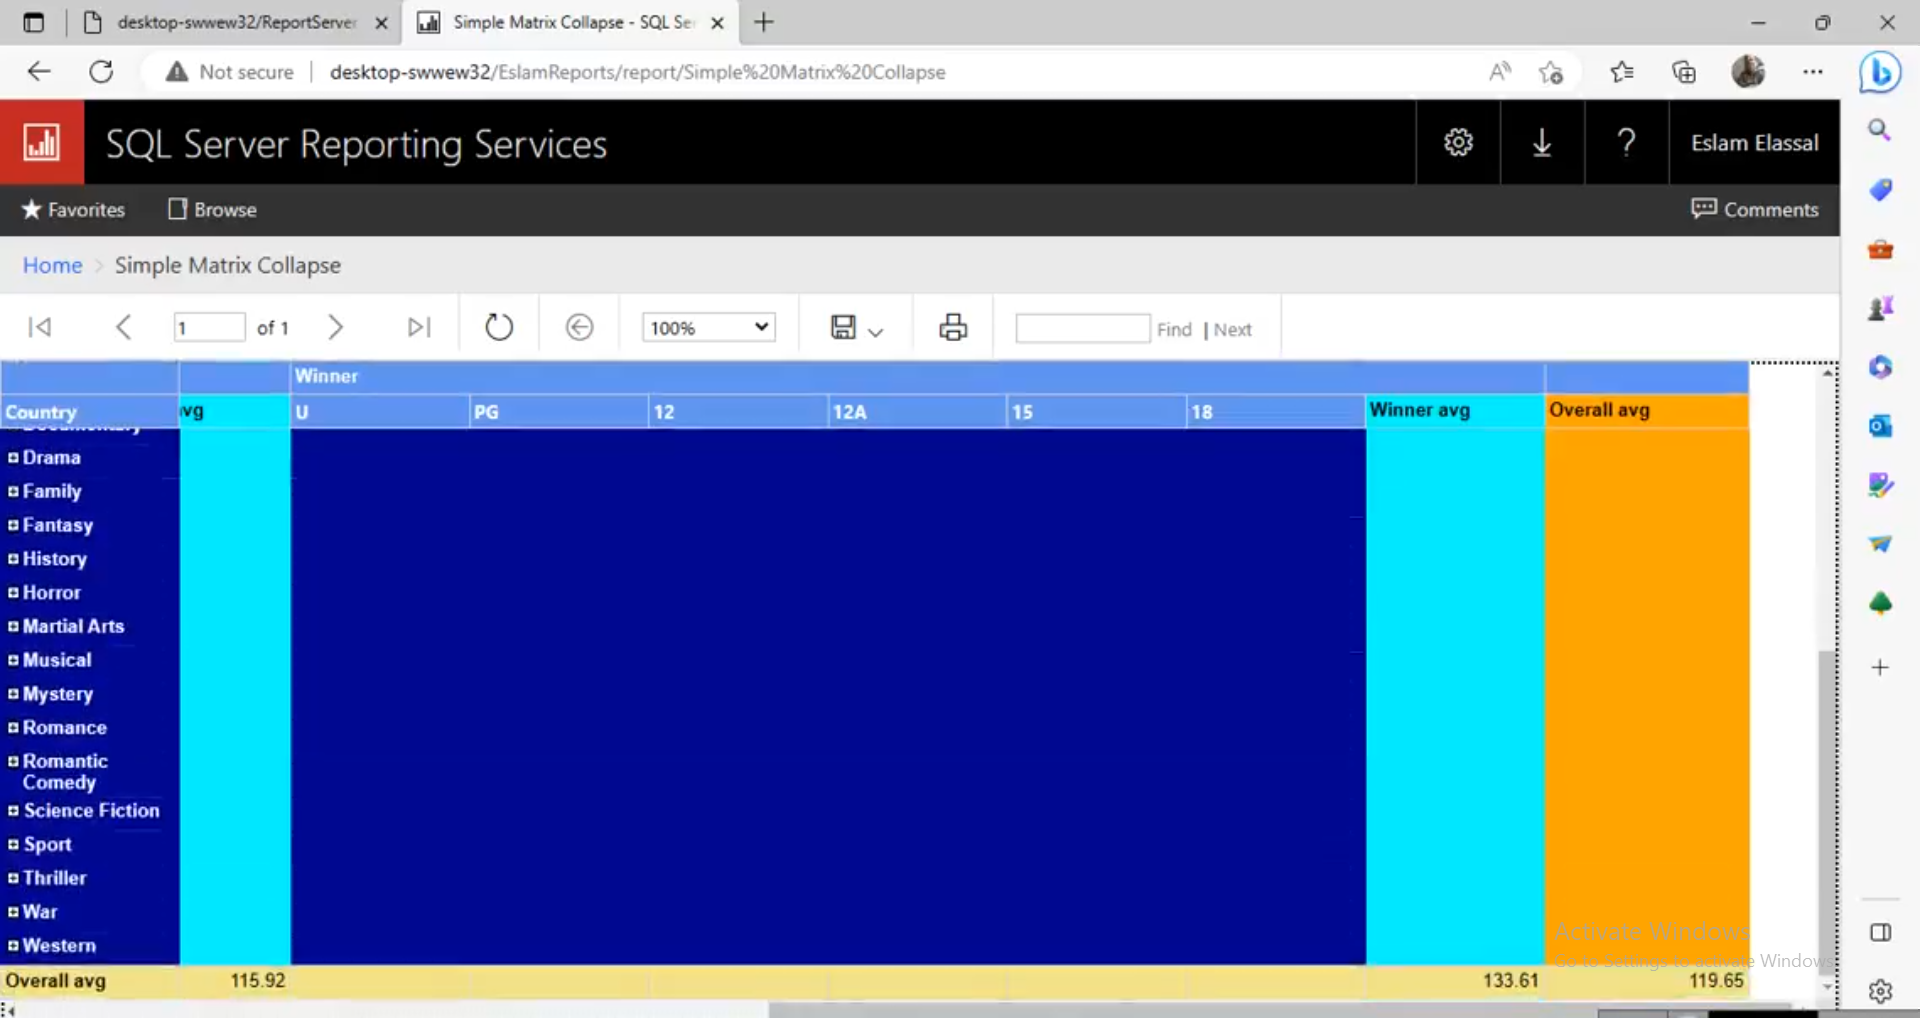 desktop-swwew32/ReportServer
Simple Matrix Collapse - SQL Se
Not secure
desktop-swwew32/EslamReports/report/Simple%20Matrix%20Collapse
SQL Server Reporting Services
?
Eslam Elassal
Favorites
Browse
Comments
Home > Simple Matrix Collapse
1
of 1
100%
Find | Next
Winner
Country avg U PG 12 12A 15 18 Winner avg Overall avg
Documentary
Drama
Family
Fantasy
History
Horror
Martial Arts
Musical
Mystery
Romance
Romantic
Comedy
Science Fiction
Sport
Thriller
War
Western
Activate Windows
Go to Settings to activate Windows
Overall avg 115.92 133.61 119.65